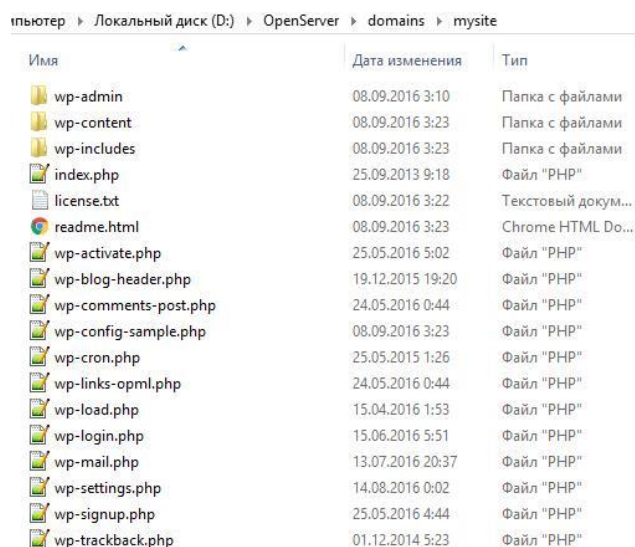 мпьютер ▸ Локальный диск (D:) ▸ OpenServer ▸ domains ▸ mysite
Имя Дата изменения Тип
wp-admin 08.09.2016 3:10 Папка с файлами
wp-content 08.09.2016 3:23 Папка с файлами
wp-includes 08.09.2016 3:23 Папка с файлами
index.php 25.09.2013 9:18 Файл "PHP"
license.txt 08.09.2016 3:22 Текстовый докум...
readme.html 08.09.2016 3:23 Chrome HTML Do...
wp-activate.php 25.05.2016 5:02 Файл "PHP"
wp-blog-header.php 19.12.2015 19:20 Файл "PHP"
wp-comments-post.php 24.05.2016 0:44 Файл "PHP"
wp-config-sample.php 08.09.2016 3:23 Файл "PHP"
wp-cron.php 25.05.2015 1:26 Файл "PHP"
wp-links-opml.php 24.05.2016 0:44 Файл "PHP"
wp-load.php 15.04.2016 1:53 Файл "PHP"
wp-login.php 15.06.2016 5:51 Файл "PHP"
wp-mail.php 13.07.2016 20:37 Файл "PHP"
wp-settings.php 14.08.2016 0:02 Файл "PHP"
wp-signup.php 25.05.2016 4:44 Файл "PHP"
wp-trackback.php 01.12.2014 5:23 Файл "PHP"